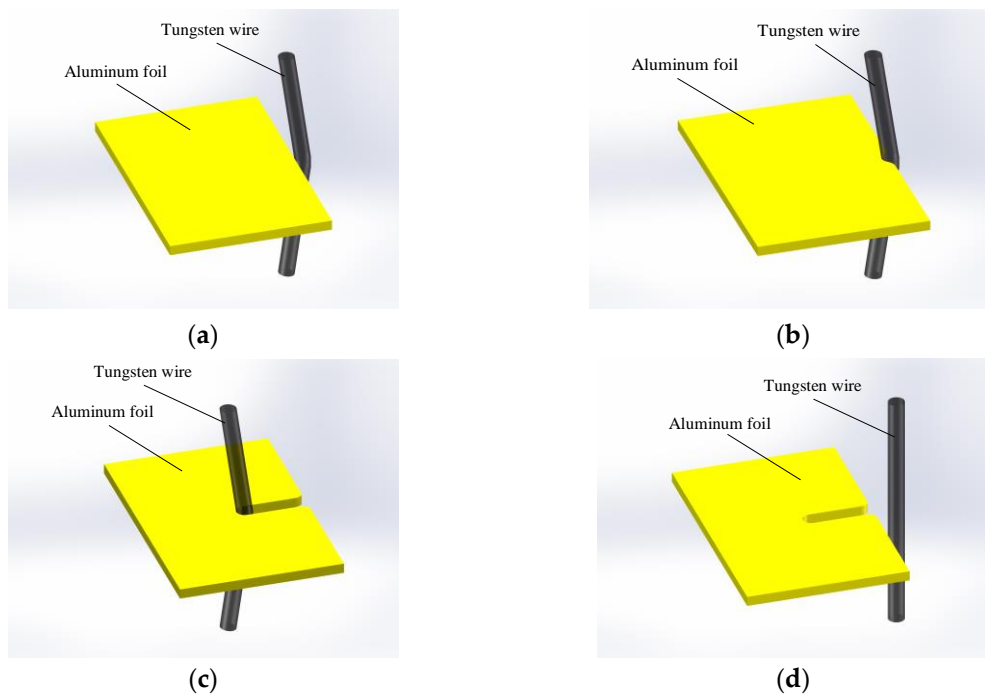 Tungsten wire
Aluminum foil
(a)
Tungsten wire
Aluminum foil
(b)
Tungsten wire
Aluminum foil
(c)
Tungsten wire
Aluminum foil
(d)